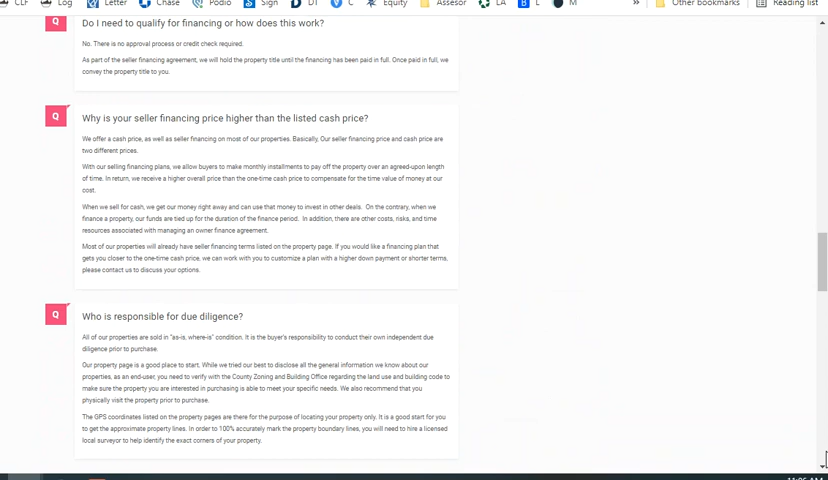 CLF Log Letter Chase Podio Sign DT C Equity Assesor LA L M » Other bookmarks Reading list
Q Do I need to qualify for financing or how does this work?
No. There is no approval process or credit check required.
As part of the seller financing agreement, we will hold the property title until the financing has been paid in full. Once paid in full, we
convey the property title to you.
Q Why is your seller financing price higher than the listed cash price?
We offer a cash price, as well as seller financing on most of our properties. Basically, Our seller financing price and cash price are
two different prices.
With our selling financing plans, we allow buyers to make monthly installments to pay off the property over an agreed-upon length
of time. In return, we receive a higher overall price than the one-time cash price to compensate for the time value of money at our
cost.
When we sell for cash, we get our money right away and can use that money to invest in other deals. On the contrary, when we
finance a property, our funds are tied up for the duration of the finance period. In addition, there are other costs, risks, and time
resources associated with managing an owner finance agreement.
Most of our properties will already have seller financing terms listed on the property page. If you would like a financing plan that
gets you closer to the one-time cash price, we can work with you to customize a plan with a higher down payment or shorter terms,
please contact us to discuss your options.
Q Who is responsible for due diligence?
All of our properties are sold in "as-is, where-is" condition. It is the buyer's responsibility to conduct their own independent due
diligence prior to purchase.
Our property page is a good place to start. While we tried our best to disclose all the general information we know about our
properties, as an end-user, you need to verify with the County Zoning and Building Office regarding the land use and building code to
make sure the property you are interested in purchasing is able to meet your specific needs. We also recommend that you
physically visit the property prior to purchase.
The GPS coordinates listed on the property pages are there for the purpose of locating your property only. It is a good start for you
to get the approximate property lines. In order to 100% accurately mark the property boundary lines, you will need to hire a licensed
local surveyor to help identify the exact corners of your property.